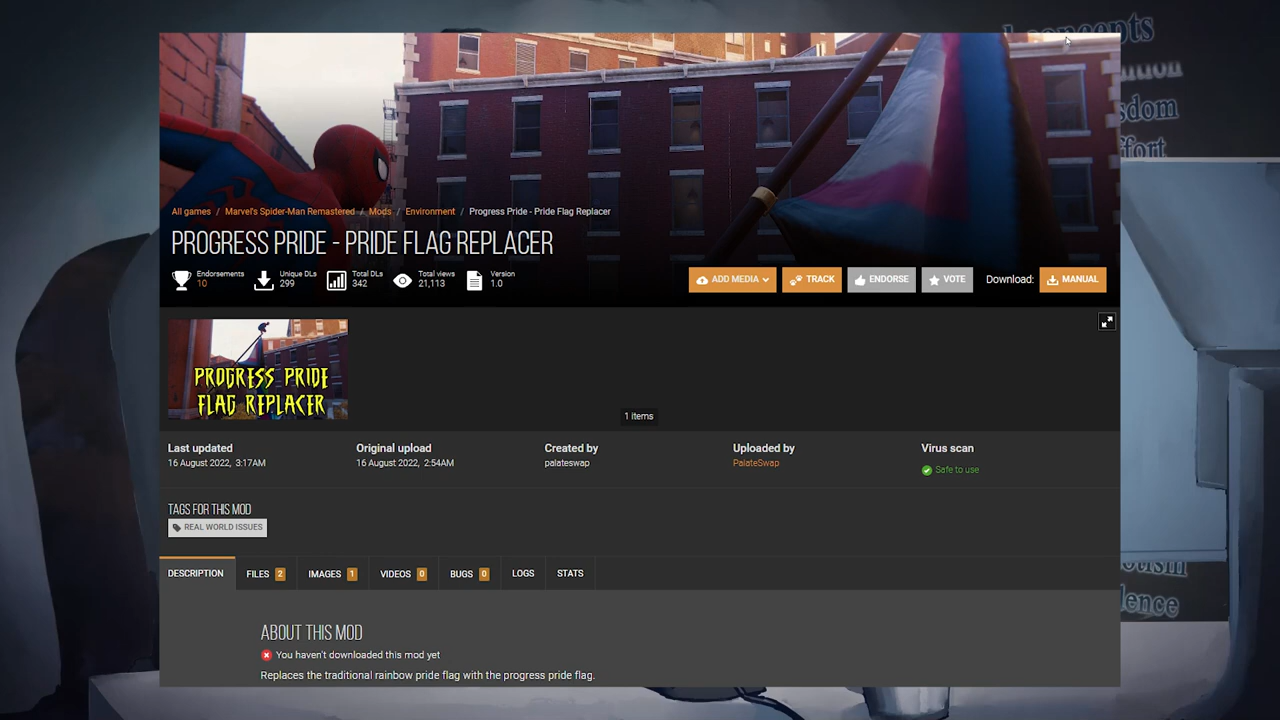 All games / Marvel's Spider-Man Remastered / Mods / Environment / Progress Pride - Pride Flag Replacer
PROGRESS PRIDE - PRIDE FLAG REPLACER
Endorsements
10
Unique DLs
299
Total DLs
342
Total views
21,113
Version
1.0
ADD MEDIA
TRACK
ENDORSE
VOTE
Download:
MANUAL
PROGRESS PRIDE
FLAG REPLACER
1 items
Last updated
16 August 2022, 3:17AM
Original upload
16 August 2022, 2:54AM
Created by
palateswap
Uploaded by
PalateSwap
Virus scan
Safe to use
TAGS FOR THIS MOD
REAL WORLD ISSUES
DESCRIPTION
FILES 2
IMAGES 1
VIDEOS 0
BUGS 0
LOGS
STATS
ABOUT THIS MOD
You haven't downloaded this mod yet
Replaces the traditional rainbow pride flag with the progress pride flag.